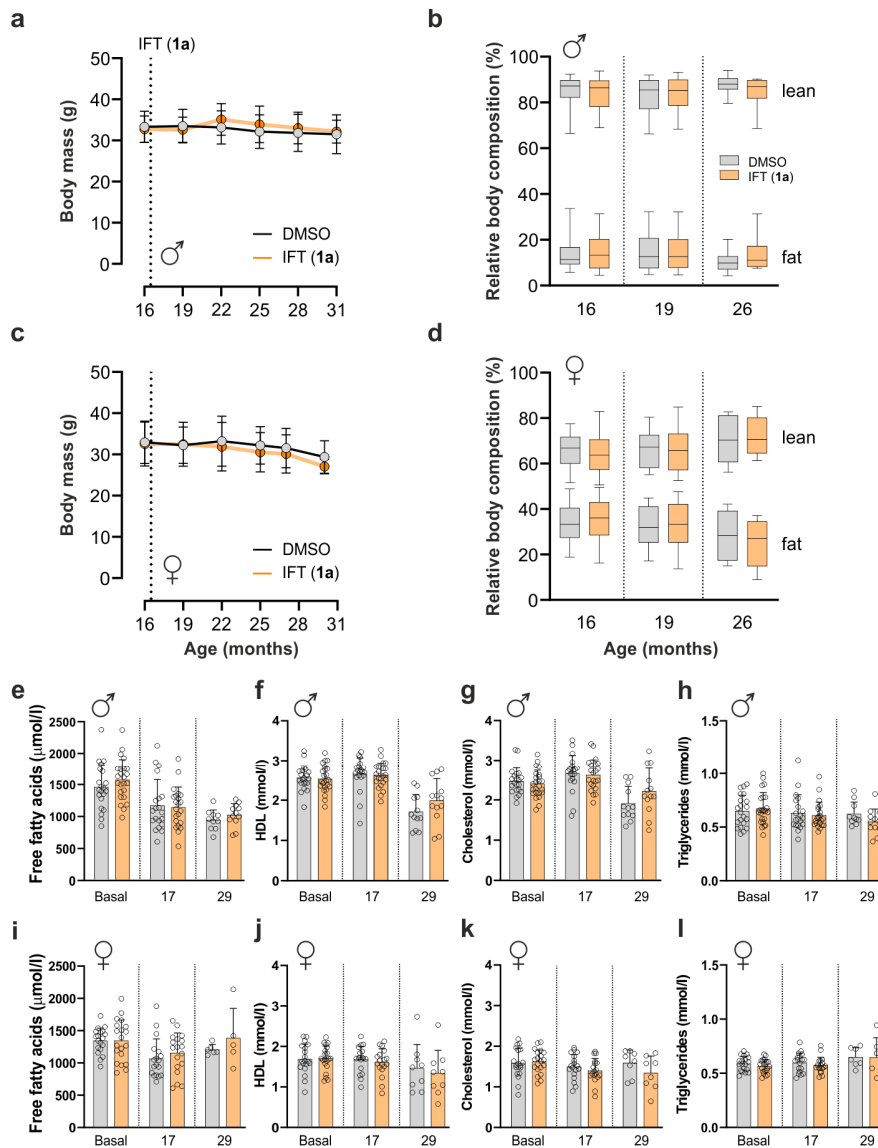 a
IFT (1a)
Body mass (g)
50
40
30
20
10
0
DMSO
IFT (1a)
16 19 22 25 28 31
b
Relative body composition (%)
100
80
60
40
20
0
lean
DMSO
IFT (1a)
fat
16 19 26
c
Body mass (g)
50
40
30
20
10
0
DMSO
IFT (1a)
16 19 22 25 28 31
Age (months)
d
Relative body composition (%)
100
80
60
40
20
0
lean
fat
16 19 26
Age (months)
e
Free fatty acids (μmol/l)
2500
2000
1500
1000
500
0
Basal 17 29
f
HDL (mmol/l)
4
3
2
1
0
Basal 17 29
g
Cholesterol (mmol/l)
4
3
2
1
0
Basal 17 29
h
Triglycerides (mmol/l)
1.5
1.0
0.5
0.0
Basal 17 29
i
Free fatty acids (μmol/l)
2500
2000
1500
1000
500
0
Basal 17 29
j
HDL (mmol/l)
4
3
2
1
0
Basal 17 29
k
Cholesterol (mmol/l)
4
3
2
1
0
Basal 17 29
l
Triglycerides (mmol/l)
1.5
1.0
0.5
0.0
Basal 17 29